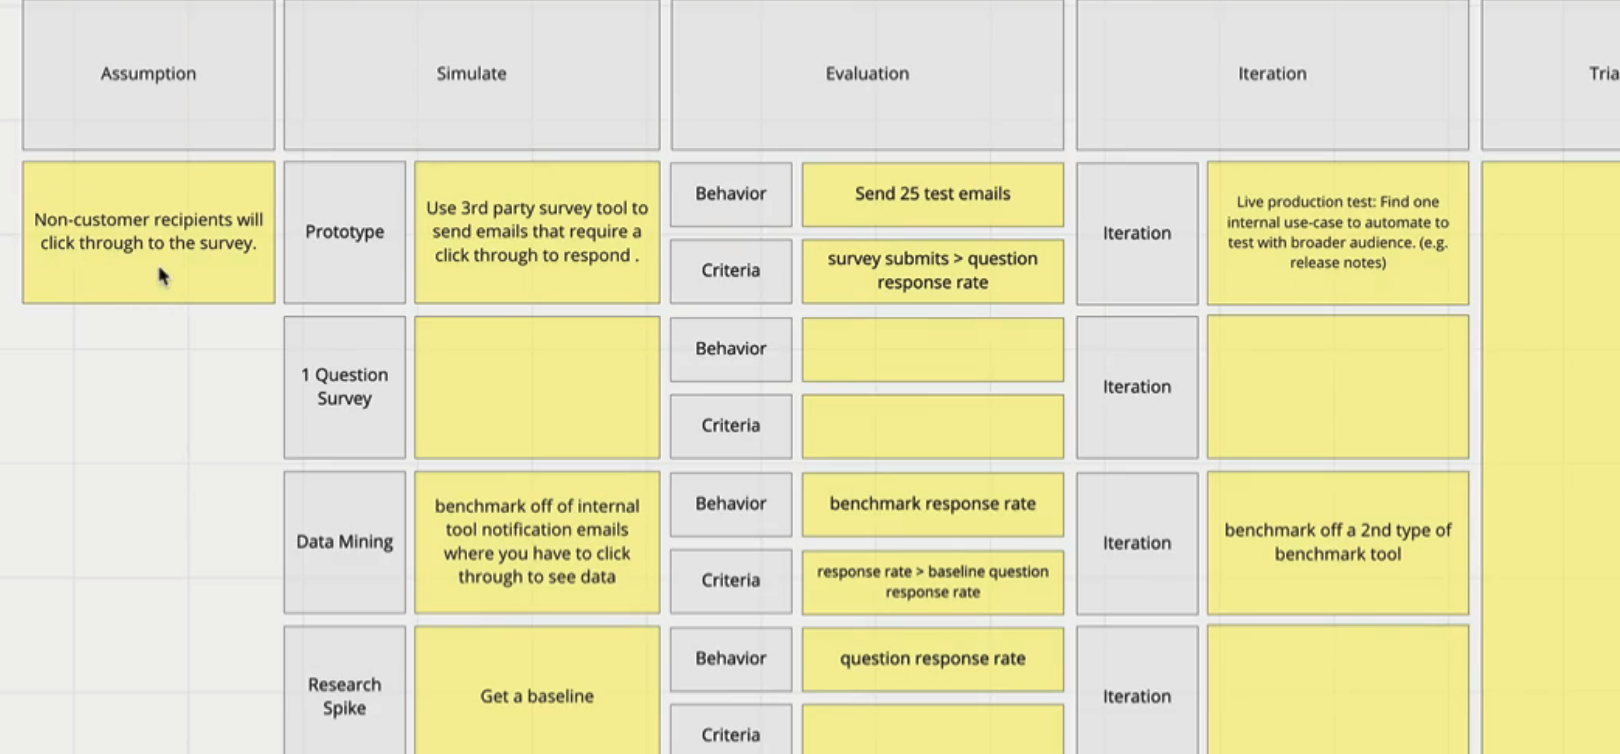 Assumption
Simulate
Evaluation
Iteration
Tria
Non-customer recipients will
click through to the survey.
Prototype
Use 3rd party survey tool to
send emails that require a
click through to respond .
Behavior
Send 25 test emails
Criteria
survey submits > question
response rate
Iteration
Live production test: Find one
internal use-case to automate to
test with broader audience. (e.g.
release notes)
1 Question
Survey
Behavior
Criteria
Iteration
Data Mining
benchmark off of internal
tool notification emails
where you have to click
through to see data
Behavior
benchmark response rate
Criteria
response rate > baseline question
response rate
Iteration
benchmark off a 2nd type of
benchmark tool
Research
Spike
Get a baseline
Behavior
question response rate
Criteria
Iteration